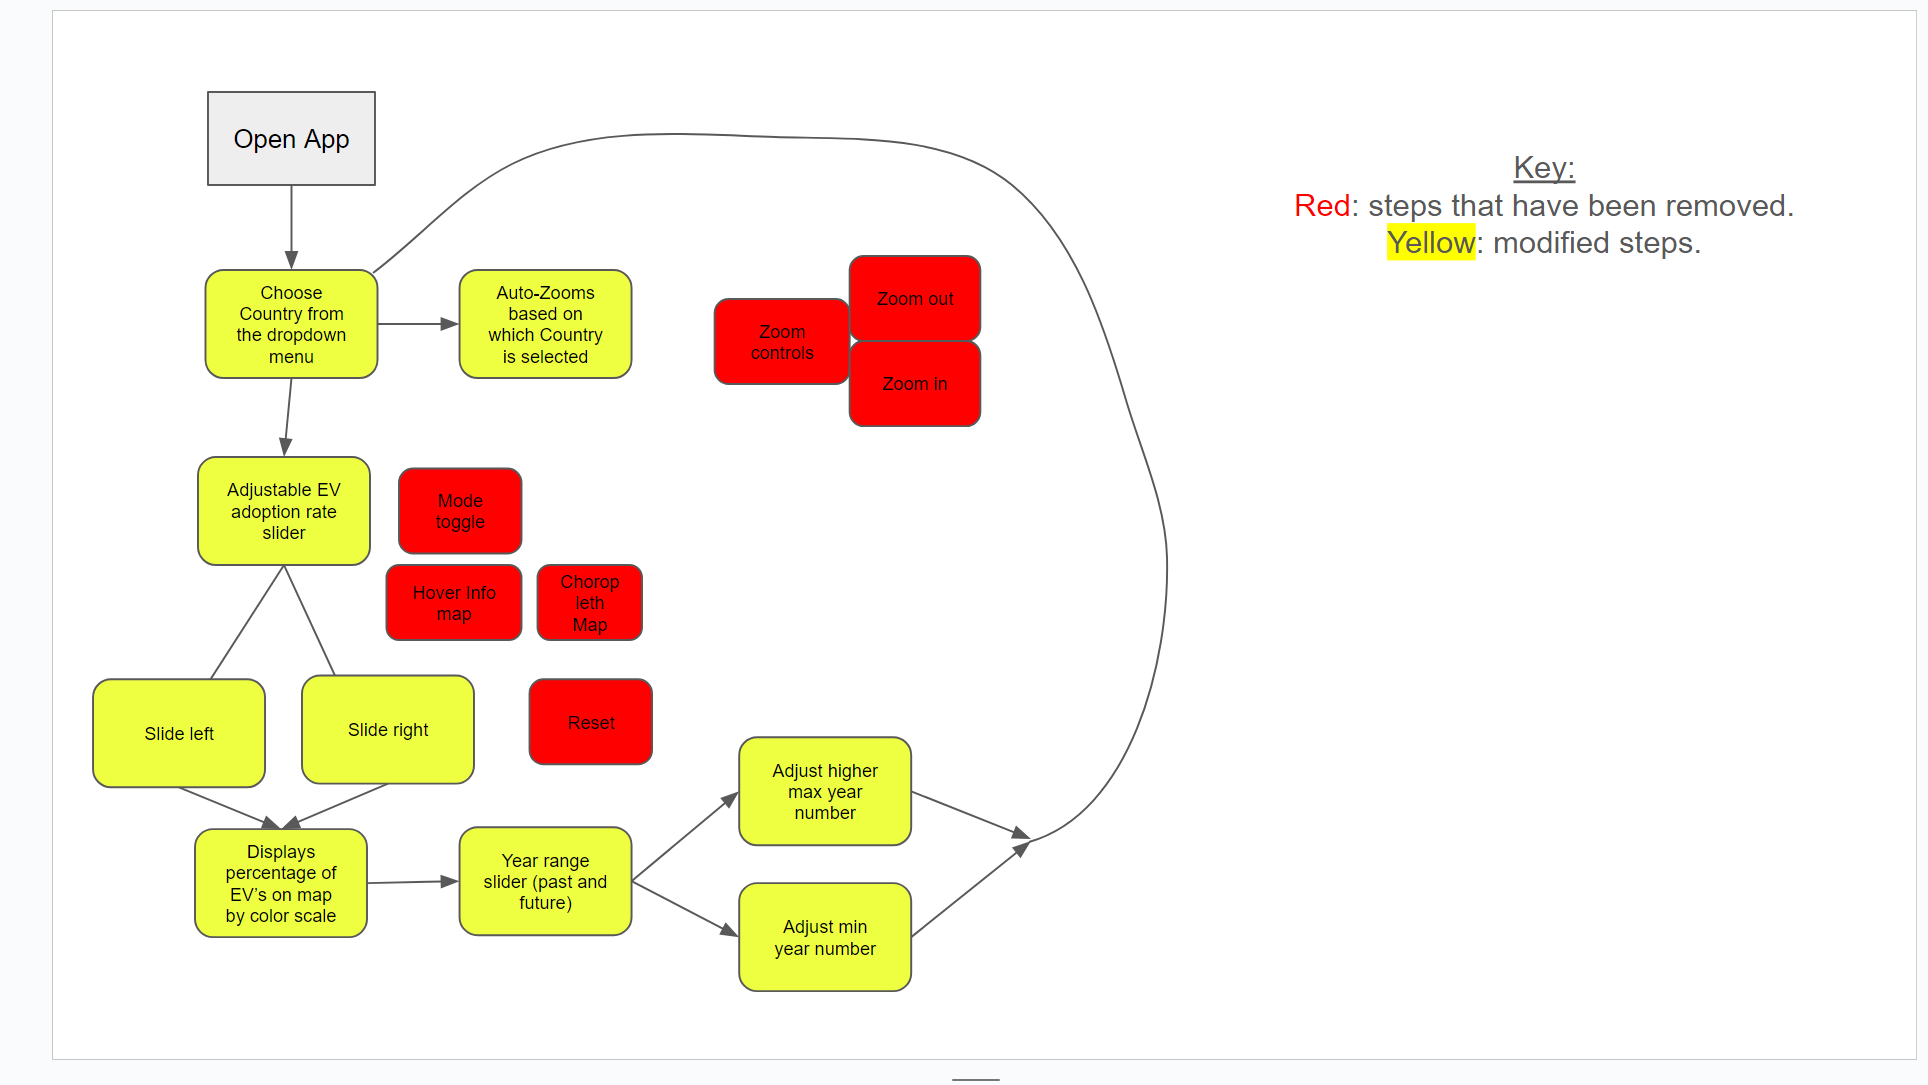 Open App
Key:
Red: steps that have been removed.
Yellow: modified steps.
Choose
Country from
the dropdown
menu
Auto-Zooms
based on
which Country
is selected
Zoom
controls
Zoom out
Zoom in
Adjustable EV
adoption rate
slider
Mode
toggle
Hover Info
map
Chorop
leth
Map
Slide left
Slide right
Reset
Displays
percentage of
EV's on map
by color scale
Year range
slider (past and
future)
Adjust higher
max year
number
Adjust min
year number